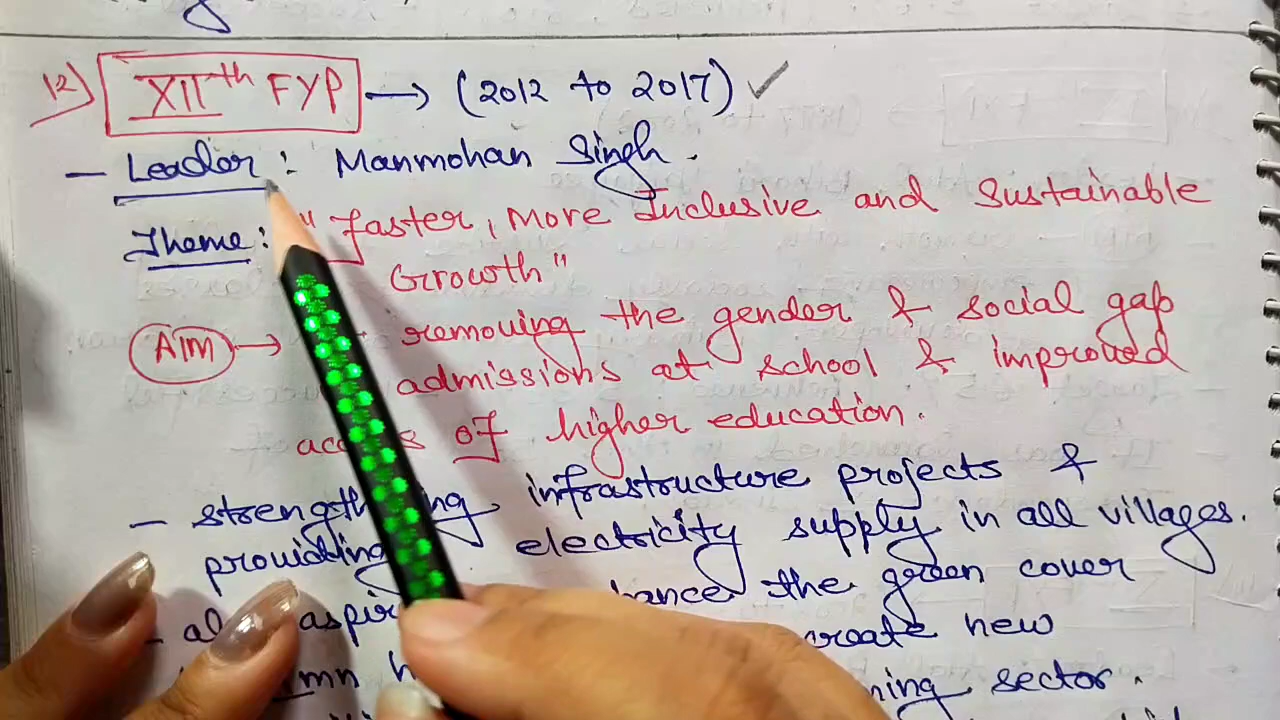 12) XIIth FYP → (2012 to 2017) ✓
- Leader : Manmohan Singh .
Theme : "faster, More Inclusive and Sustainable
Growth"
AIM → removing the gender & social gap
admissions at school & improved
of higher education .
- infrastructure projects &
providing electricity supply in all villages.
the green cover
create new
sector .